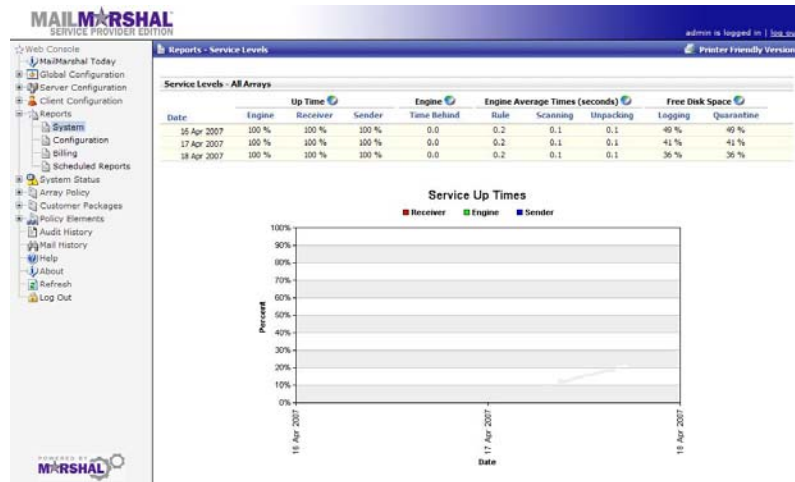 MAILMARSHAL
SERVICE PROVIDER EDITION
admin is logged in |
Web Console
MailMarshal Today
Global Configuration
Server Configuration
Client Configuration
Reports
System
Configuration
Billing
Scheduled Reports
System Status
Array Policy
Customer Packages
Policy Elements
Audit History
Mail History
Help
About
Refresh
Log Out
POWERED BY
MARSHAL
Reports - Service Levels
Printer Friendly Version
Service Levels - All Arrays
Up Time Engine Engine Average Times (seconds) Free Disk Space
Date Engine Receiver Sender Time Behind Rule Scanning Unpacking Logging Quarantine
16 Apr 2007 100 % 100 % 100 % 0.0 0.2 0.1 0.1 49 % 49 %
17 Apr 2007 100 % 100 % 100 % 0.0 0.2 0.1 0.1 41 % 41 %
18 Apr 2007 100 % 100 % 100 % 0.0 0.2 0.1 0.1 36 % 36 %
Service Up Times
Receiver Engine Sender
100%
90%
80%
70%
60%
50%
40%
30%
20%
10%
0%
Percent
16 Apr 2007
17 Apr 2007
18 Apr 2007
Date